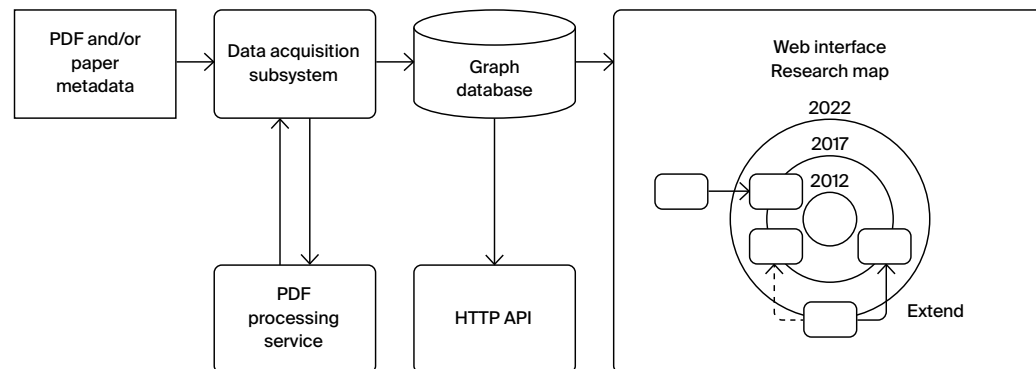 PDF and/or
paper
metadata
Data acquisition
subsystem
Graph
database
Web interface
Research map
2022
2017
2012
Extend
PDF
processing
service
HTTP API